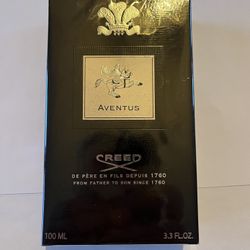 AVENTUS
CREED
DE PÈRE EN FILS DEPUIS 1760
FROM FATHER TO SON SINCE 1760
100 ML 3.3 FL.OZ.